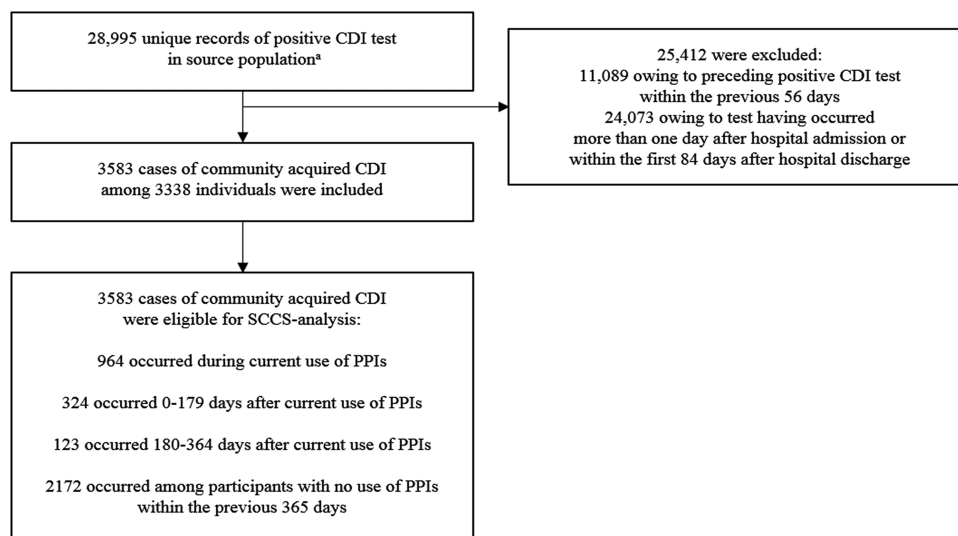 28,995 unique records of positive CDI test
in source populationᵃ
25,412 were excluded:
11,089 owing to preceding positive CDI test
within the previous 56 days
24,073 owing to test having occurred
more than one day after hospital admission or
within the first 84 days after hospital discharge
3583 cases of community acquired CDI
among 3338 individuals were included
3583 cases of community acquired CDI
were eligible for SCCS-analysis:
964 occurred during current use of PPIs
324 occurred 0-179 days after current use of PPIs
123 occurred 180-364 days after current use of PPIs
2172 occurred among participants with no use of PPIs
within the previous 365 days